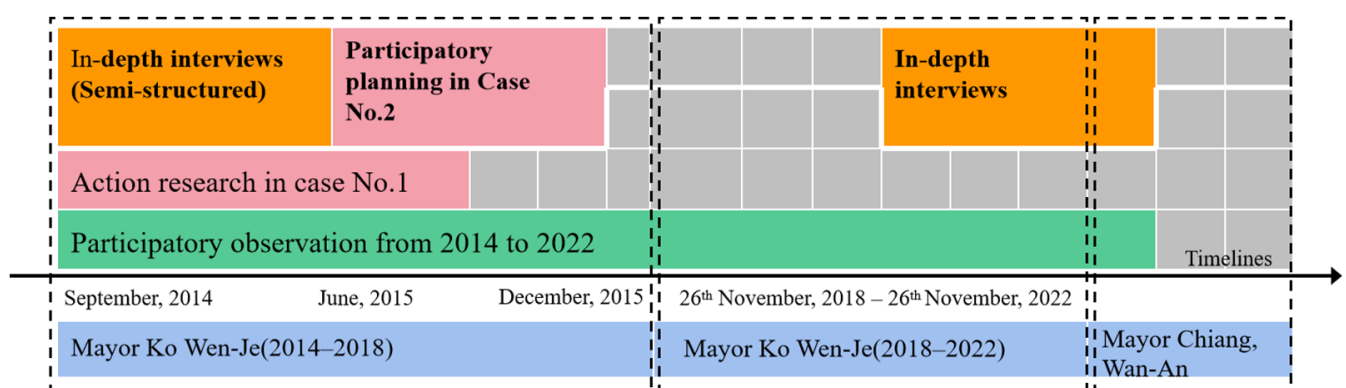 In-depth interviews
(Semi-structured)
Participatory
planning in Case
No.2
In-depth
interviews
Action research in case No.1
Participatory observation from 2014 to 2022
Timelines
September, 2014
June, 2015
December, 2015
26th November, 2018 – 26th November, 2022
Mayor Ko Wen-Je(2014–2018)
Mayor Ko Wen-Je(2018–2022)
Mayor Chiang,
Wan-An